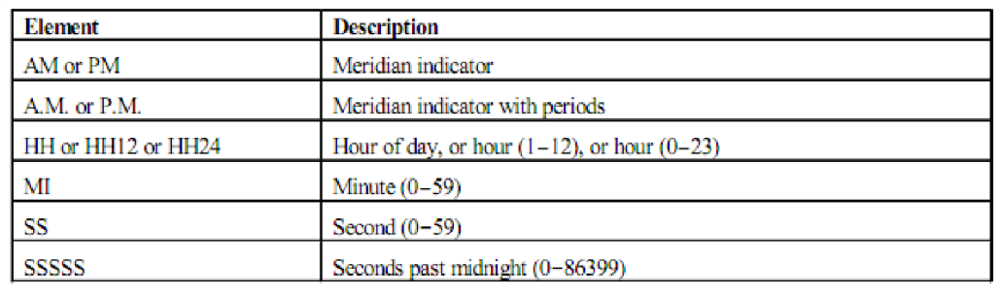 Element Description
AM or PM Meridian indicator
A.M. or P.M. Meridian indicator with periods
HH or HH12 or HH24 Hour of day, or hour (1–12), or hour (0–23)
MI Minute (0–59)
SS Second (0–59)
SSSSS Seconds past midnight (0–86399)